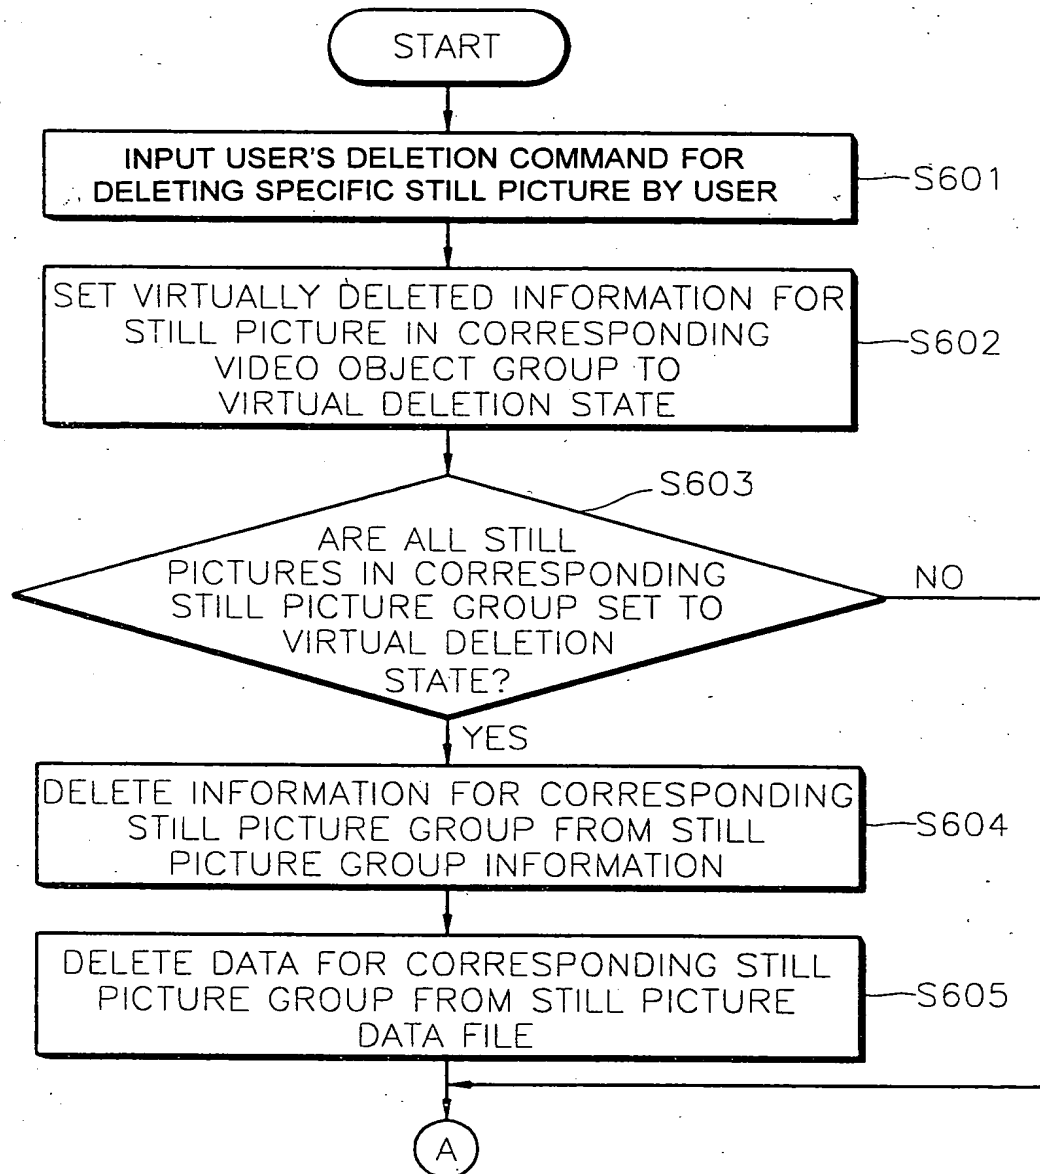 START
INPUT USER'S DELETION COMMAND FOR
DELETING SPECIFIC STILL PICTURE BY USER
S601
SET VIRTUALLY DELETED INFORMATION FOR
STILL PICTURE IN CORRESPONDING
VIDEO OBJECT GROUP TO
VIRTUAL DELETION STATE
S602
S603
ARE ALL STILL
PICTURES IN CORRESPONDING
STILL PICTURE GROUP SET TO
VIRTUAL DELETION
STATE?
NO
YES
DELETE INFORMATION FOR CORRESPONDING
STILL PICTURE GROUP FROM STILL
PICTURE GROUP INFORMATION
S604
DELETE DATA FOR CORRESPONDING STILL
PICTURE GROUP FROM STILL PICTURE
DATA FILE
S605
A